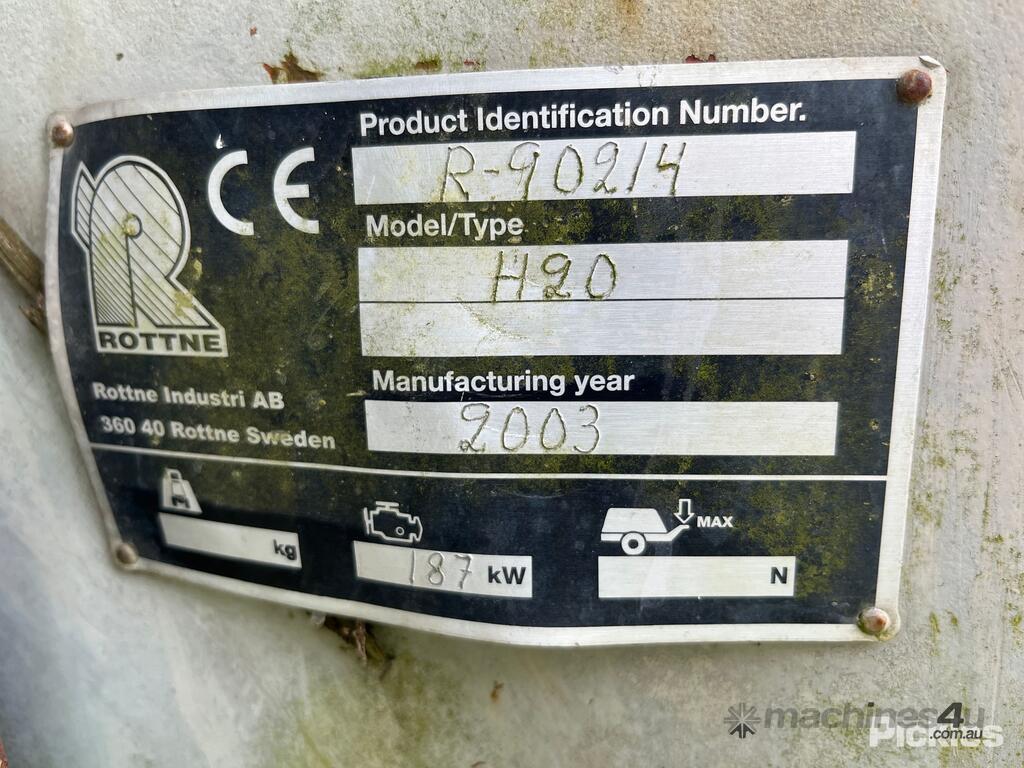 Product Identification Number.
R-90214
CE
Model/Type
H20
ROTTNE
Manufacturing year
2003
Rottne Industri AB
360 40 Rottne Sweden
kg
187 kW
MAX
N
machines4u
.com.au
Pickles